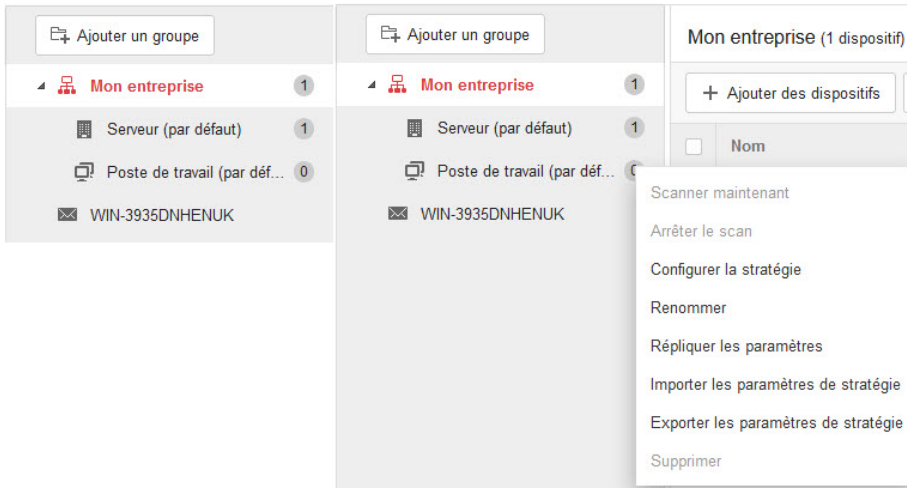 Ajouter un groupe
Mon entreprise 1
Serveur (par défaut) 1
Poste de travail (par déf... 0
WIN-3935DNHENUK
Ajouter un groupe
Mon entreprise 1
Serveur (par défaut) 1
Poste de travail (par déf...
WIN-3935DNHENUK
Mon entreprise (1 dispositif)
+ Ajouter des dispositifs
Nom
Scanner maintenant
Arrêter le scan
Configurer la stratégie
Renommer
Répliquer les paramètres
Importer les paramètres de stratégie
Exporter les paramètres de stratégie
Supprimer